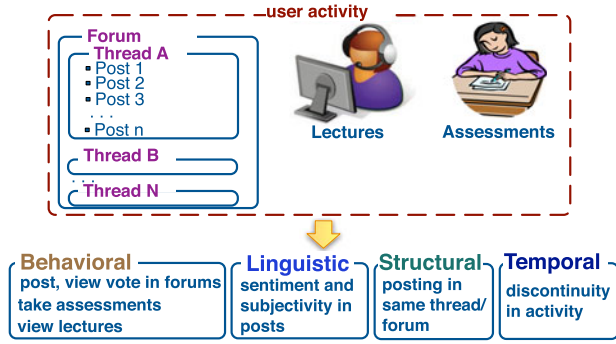 user activity
Forum
Thread A
Post 1
Post 2
Post 3
. . .
Post n
Thread B
. . .
Thread N
Lectures
Assessments
Behavioral
post, view vote in forums
take assessments
view lectures
Linguistic
sentiment and
subjectivity in
posts
Structural
posting in
same thread/
forum
Temporal
discontinuity
in activity